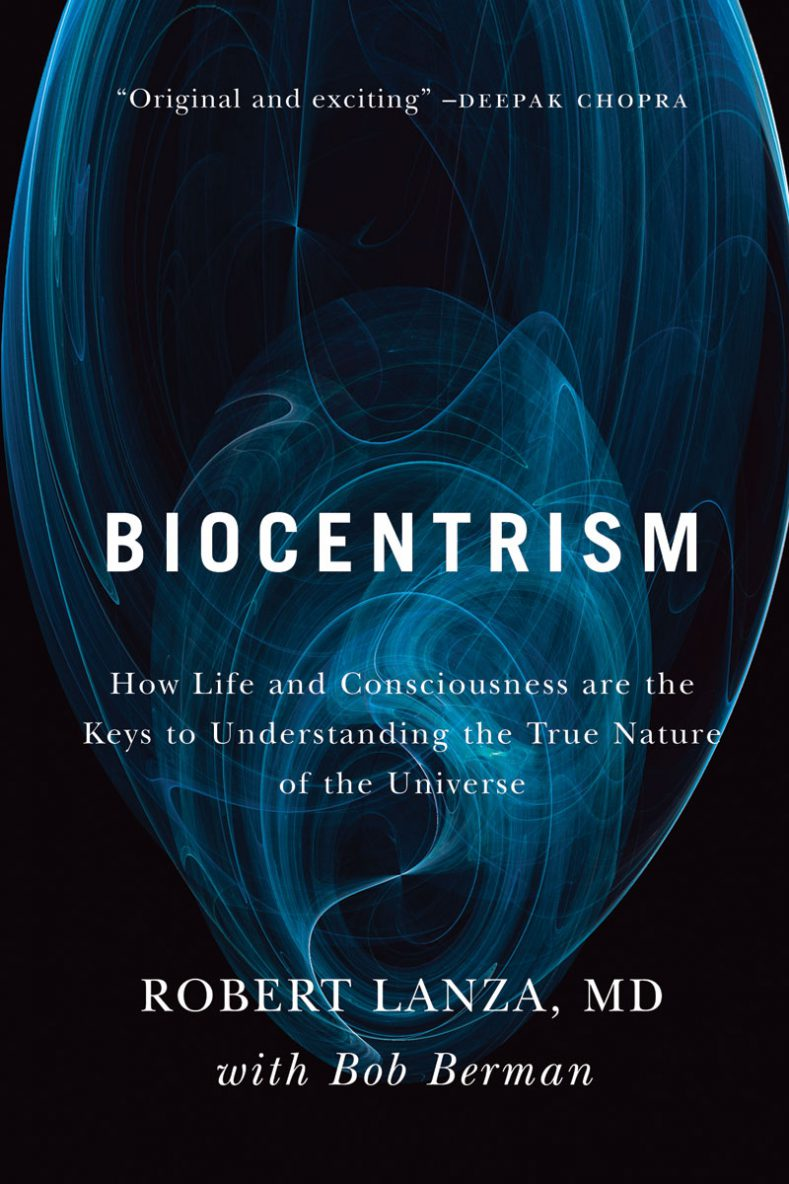 “Original and exciting” –DEEPAK CHOPRA
BIOCENTRISM
How Life and Consciousness are the
Keys to Understanding the True Nature
of the Universe
ROBERT LANZA, MD
with Bob Berman